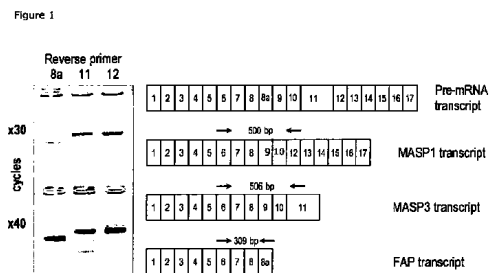 Figure 1
Reverse primer
8a 11 12
x30
cycles
x40
1 2 3 4 5 5 7 8 8a 9 10 11 12 13 14 15 16 17
Pre-mRNA
transcript
500 bp
1 2 3 4 5 6 7 8 9 10 12 13 14 15 16 17
MASP1 transcript
506 bp
1 2 3 4 5 6 7 8 9 10 11
MASP3 transcript
309 bp
1 2 3 4 5 6 7 8 8a
FAP transcript